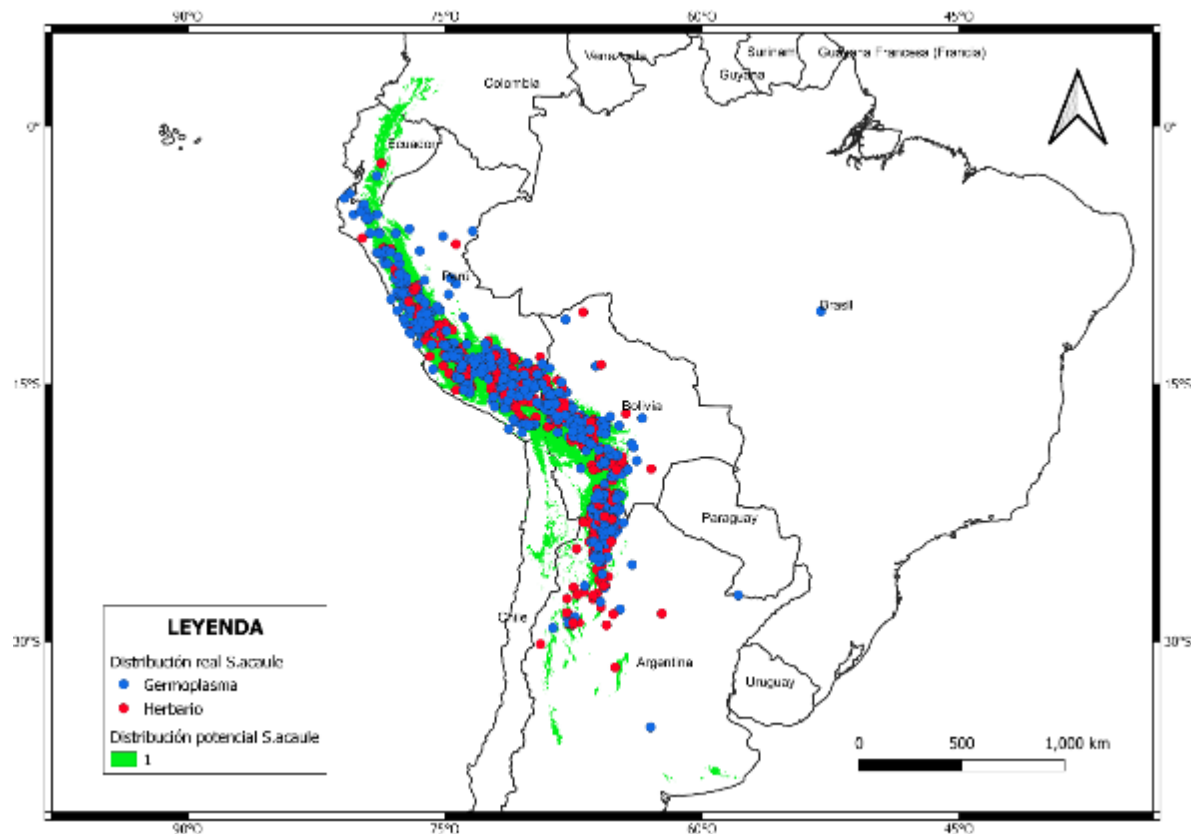 90°O 75°O 60°O 45°O
Surinam
Guayana Francesa (Francia)
Colombia
Guyana
0° 0°
Ecuador
Perú
Brasil
15°S 15°S
Bolivia
Paraguay
Chile
LEYENDA
30°S 30°S
Distribución real S.acaule
Argentina
Germoplasma
Uruguay
Herbario
Distribución potencial S.acaule
1
0 500 1,000 km
90°O 75°O 60°O 45°O